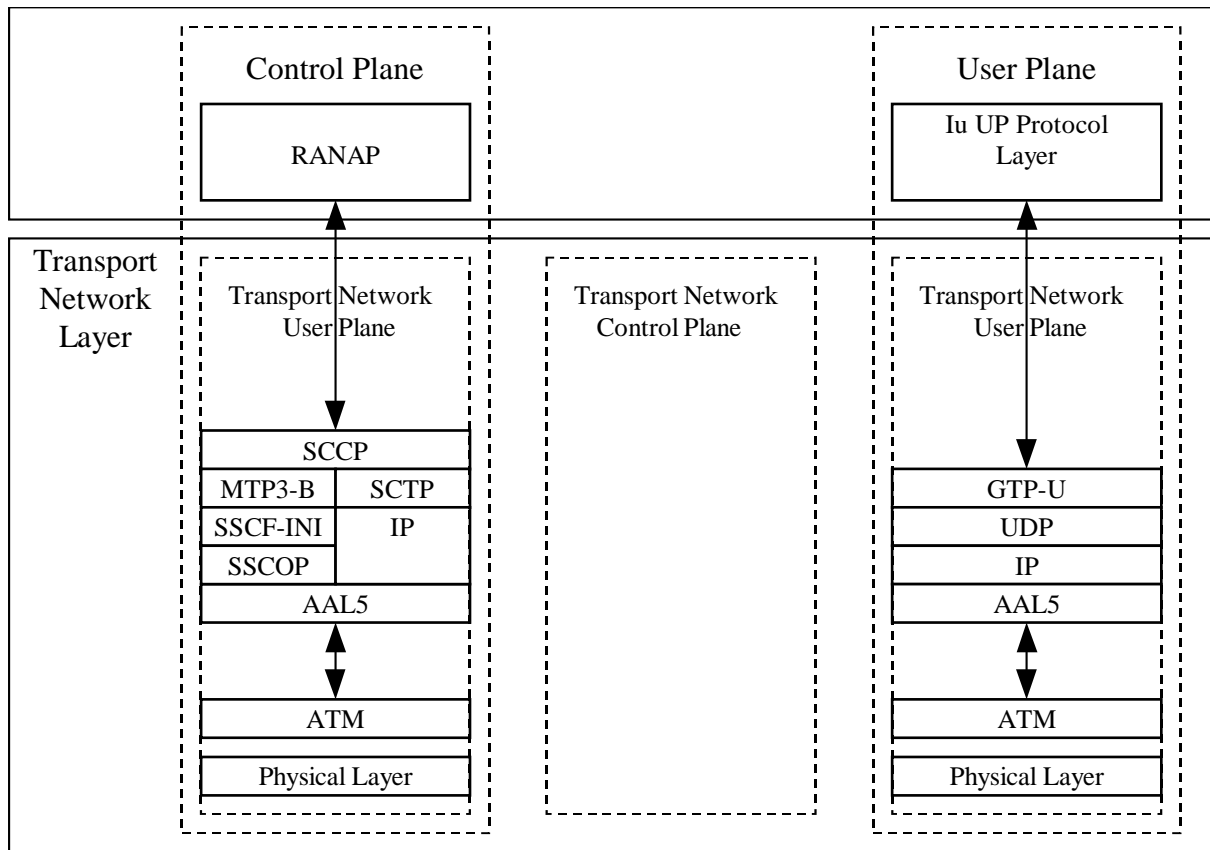 Control Plane
User Plane
RANAP
Iu UP Protocol
Layer
Transport
Network
Layer
Transport Network
User Plane
Transport Network
Control Plane
Transport Network
User Plane
SCCP
MTP3-B
SCTP
SSCF-INI
IP
SSCOP
AAL5
GTP-U
UDP
IP
AAL5
ATM
ATM
Physical Layer
Physical Layer